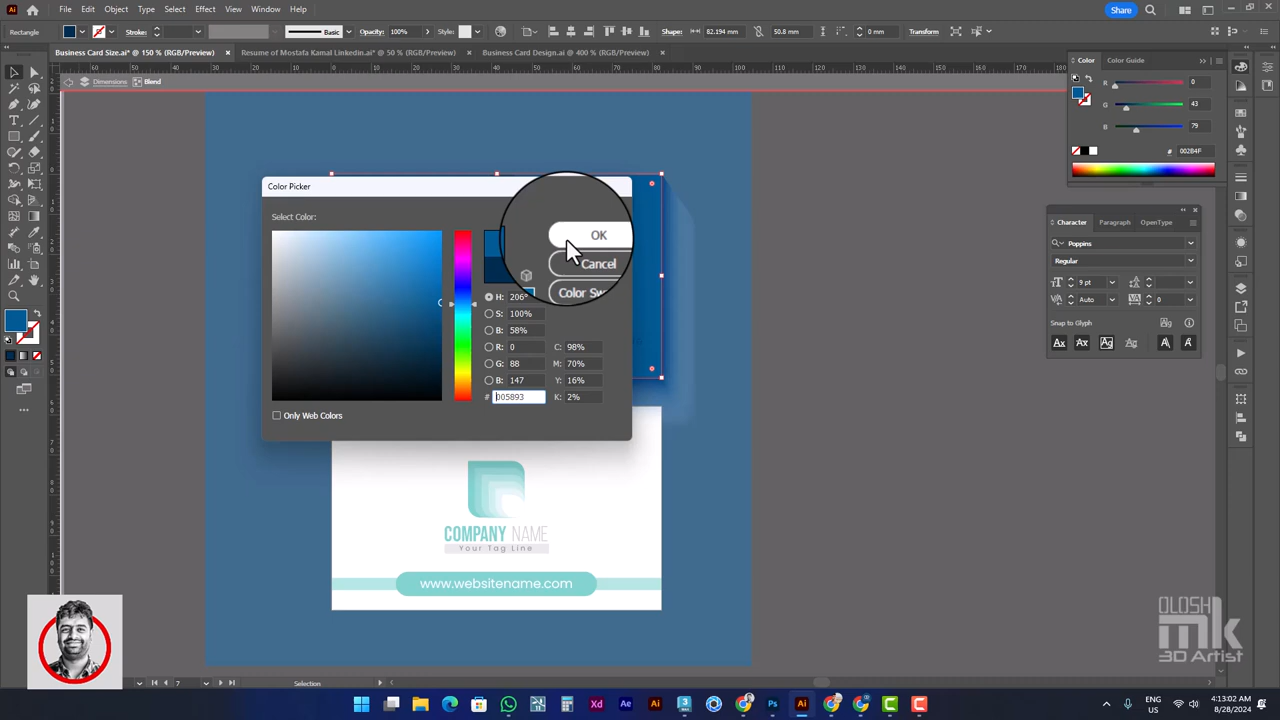 File Edit Object Type Select Effect View Window Help
Share
Rectangle
Stroke:
Basic
Opacity: 100%
Style:
Shape: 82.194 mm 50.8 mm 0 mm Transform
Business Card Size.ai* @ 150 % (RGB/Preview) × Resume of Mostafa Kamal Linkedin.ai* @ 50 % (RGB/Preview) × Business Card Design.ai @ 400 % (RGB/Preview) ×
Dimensions Blend
Color Color Guide
R 0
G 43
B 79
# 002B4F
Color Picker
Select Color:
OK
Cancel
Color Sw
H: 206°
S: 100%
B: 58%
R: 0 C: 98%
G: 88 M: 70%
B: 147 Y: 16%
# 005893 K: 2%
Only Web Colors
Character Paragraph OpenType
Poppins
Regular
9 pt
Auto 0
Snap to Glyph
COMPANY NAME
Your Tag Line
www.websitename.com
OLOSH
mk
3D Artist
150% 0° 7 Selection
ENG
US
4:13:02 AM
8/28/2024